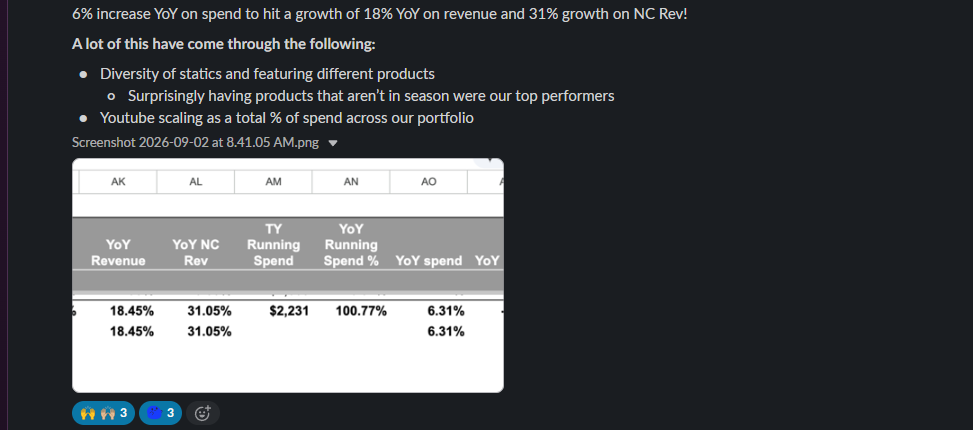 6% increase YoY on spend to hit a growth of 18% YoY on revenue and 31% growth on NC Rev!
A lot of this have come through the following:
Diversity of statics and featuring different products
Surprisingly having products that aren't in season were our top performers
Youtube scaling as a total % of spend across our portfolio
Screenshot 2026-09-02 at 8.41.05 AM.png
AK AL AM AN AO
YoY Revenue YoY NC Rev TY Running Spend YoY Running Spend % YoY spend YoY
18.45% 31.05% $2,231 100.77% 6.31%
18.45% 31.05% 6.31%
3 3